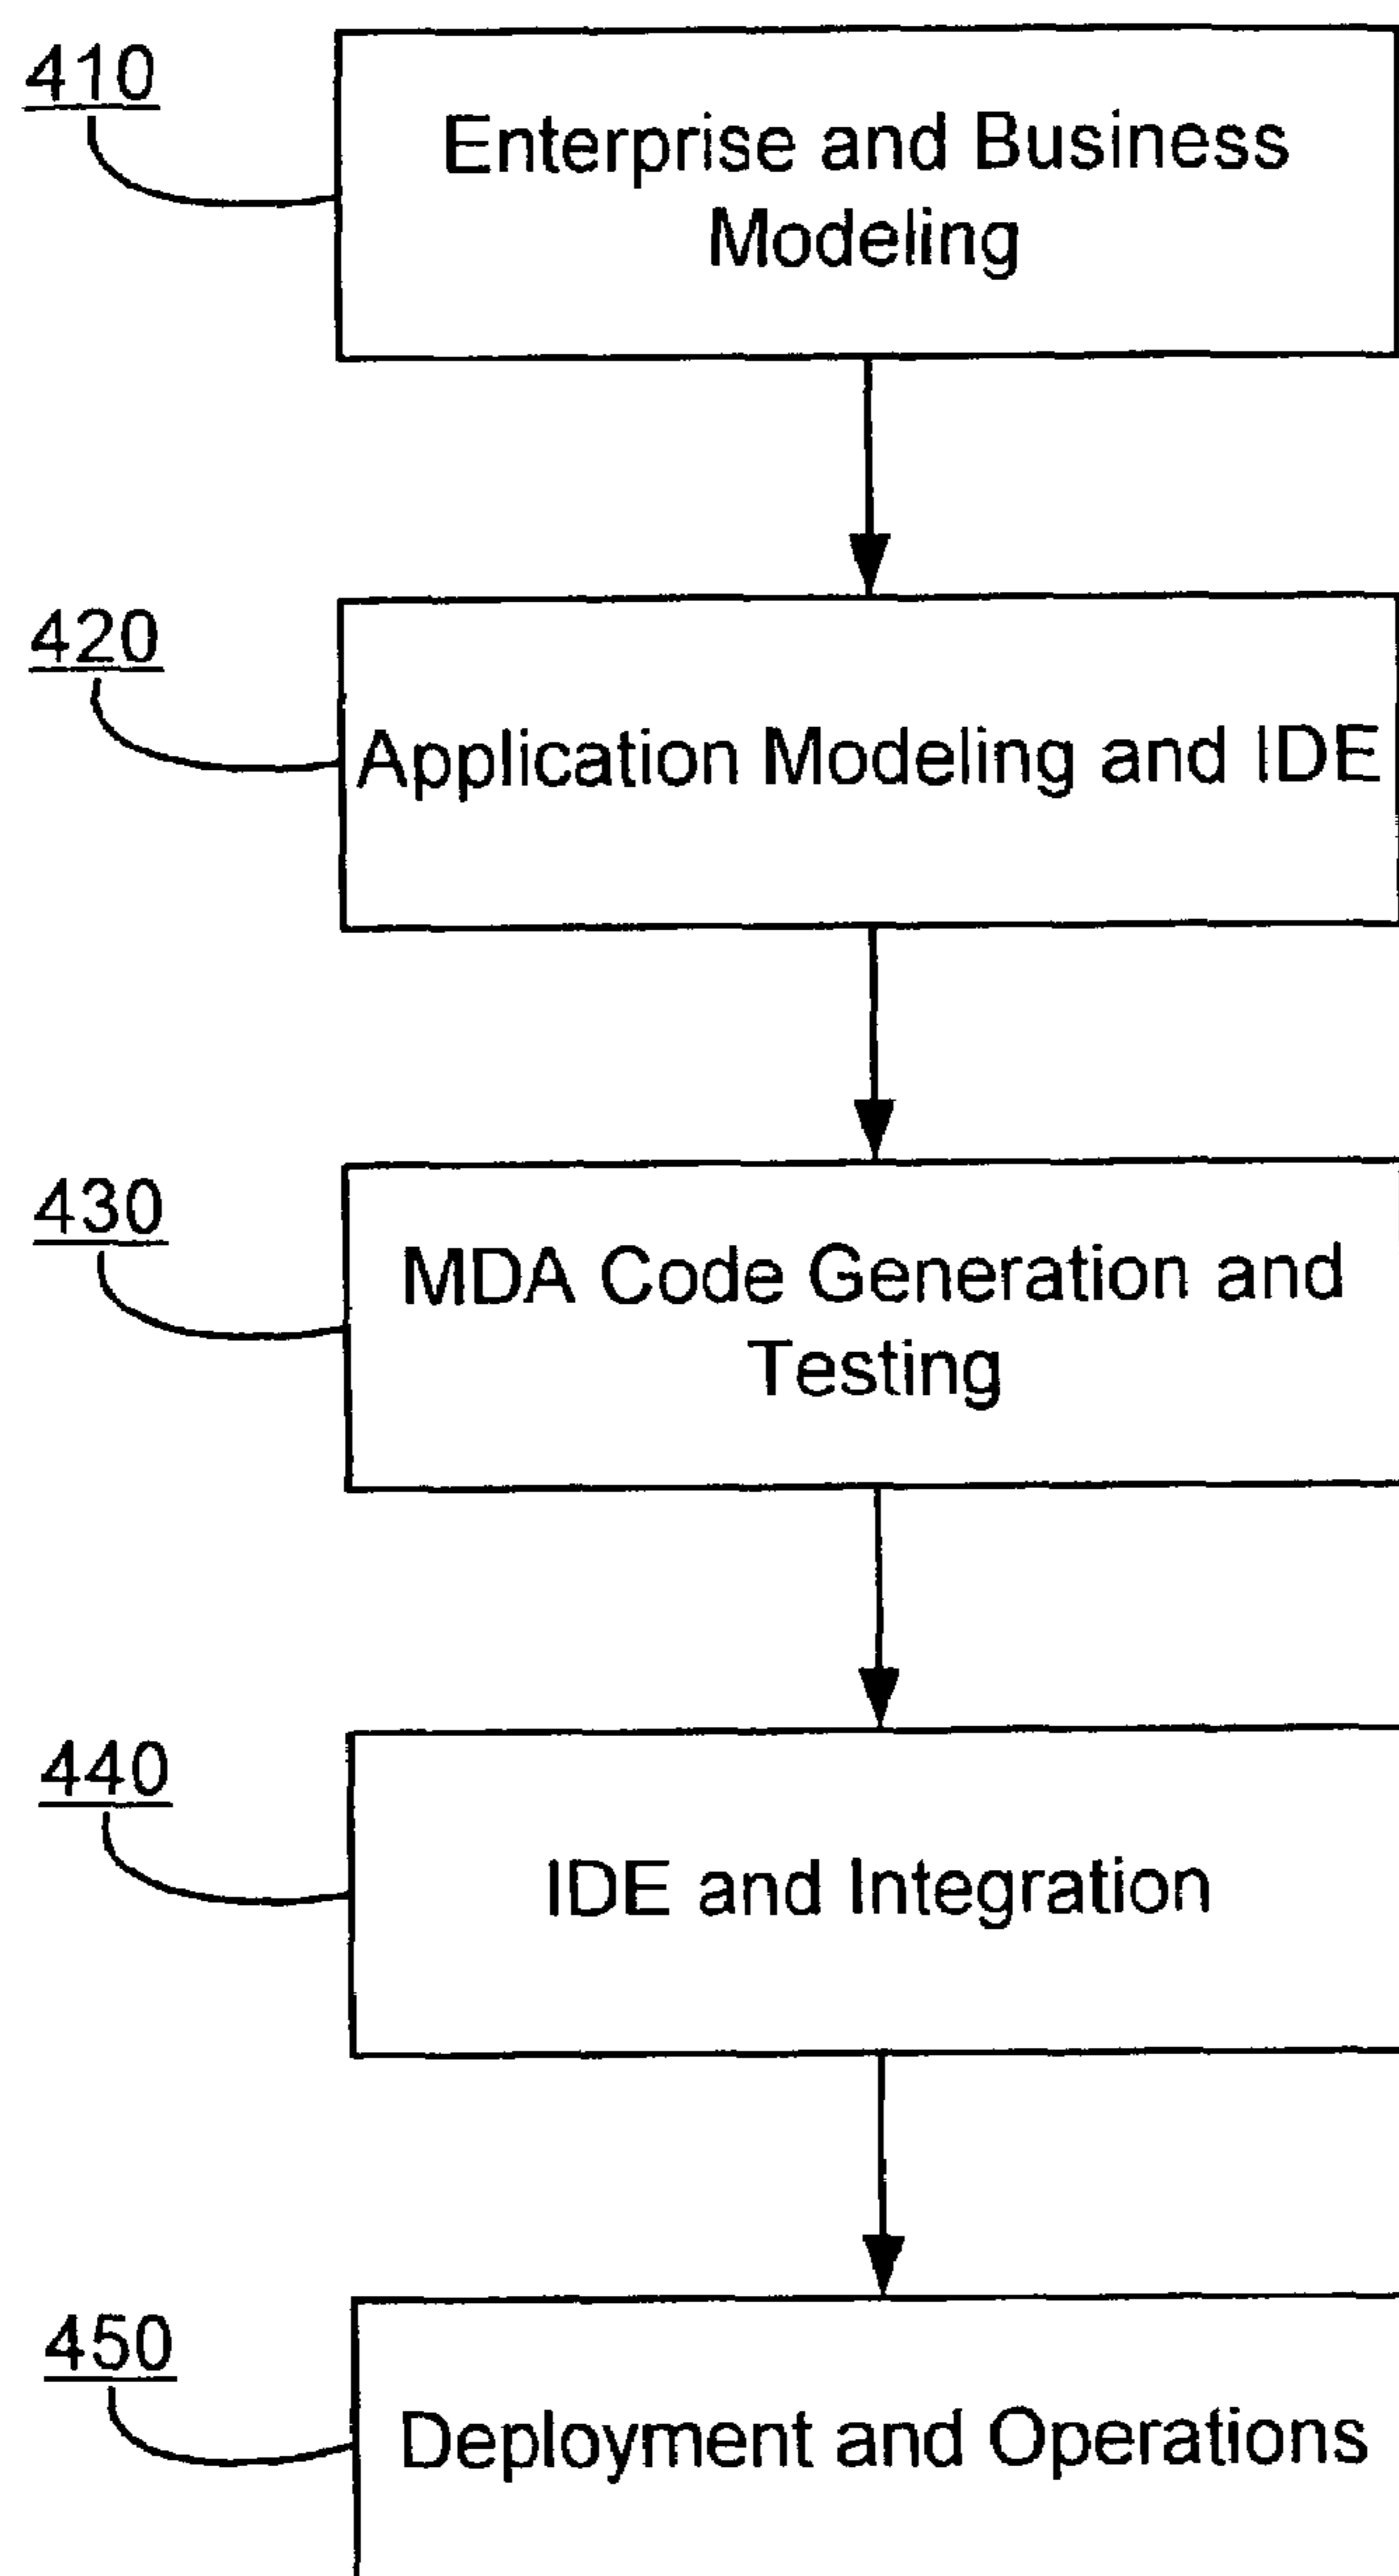 410
Enterprise and Business
Modeling
420
Application Modeling and IDE
430
MDA Code Generation and
Testing
440
IDE and Integration
450
Deployment and Operations